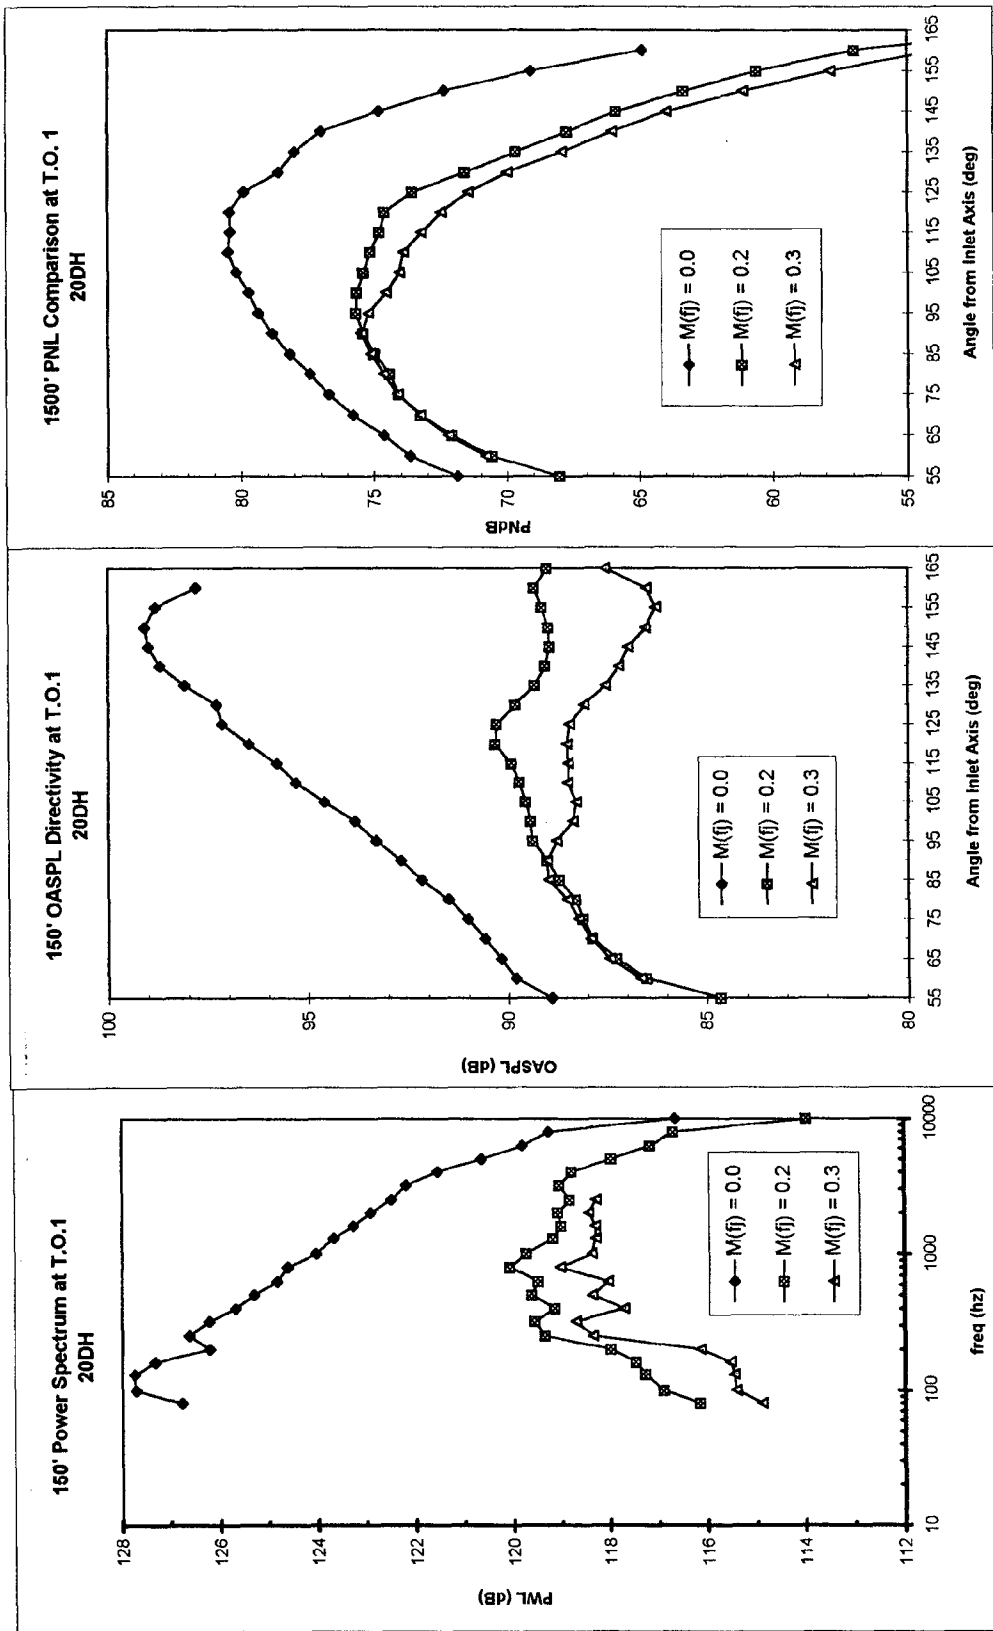 150' Power Spectrum at T.O.1
20DH
PWL (dB)
128
126
124
122
120
118
116
114
112
10
100
1000
10000
freq (hz)
M(fj) = 0.0
M(fj) = 0.2
M(fj) = 0.3
150' OASPL Directivity at T.O.1
20DH
OASPL (dB)
100
95
90
85
80
55
65
75
85
95
105
115
125
135
145
155
165
Angle from Inlet Axis (deg)
M(fj) = 0.0
M(fj) = 0.2
M(fj) = 0.3
1500' PNL Comparison at T.O. 1
20DH
PNdB
85
80
75
70
65
60
55
55
65
75
85
95
105
115
125
135
145
155
165
Angle from Inlet Axis (deg)
M(fj) = 0.0
M(fj) = 0.2
M(fj) = 0.3